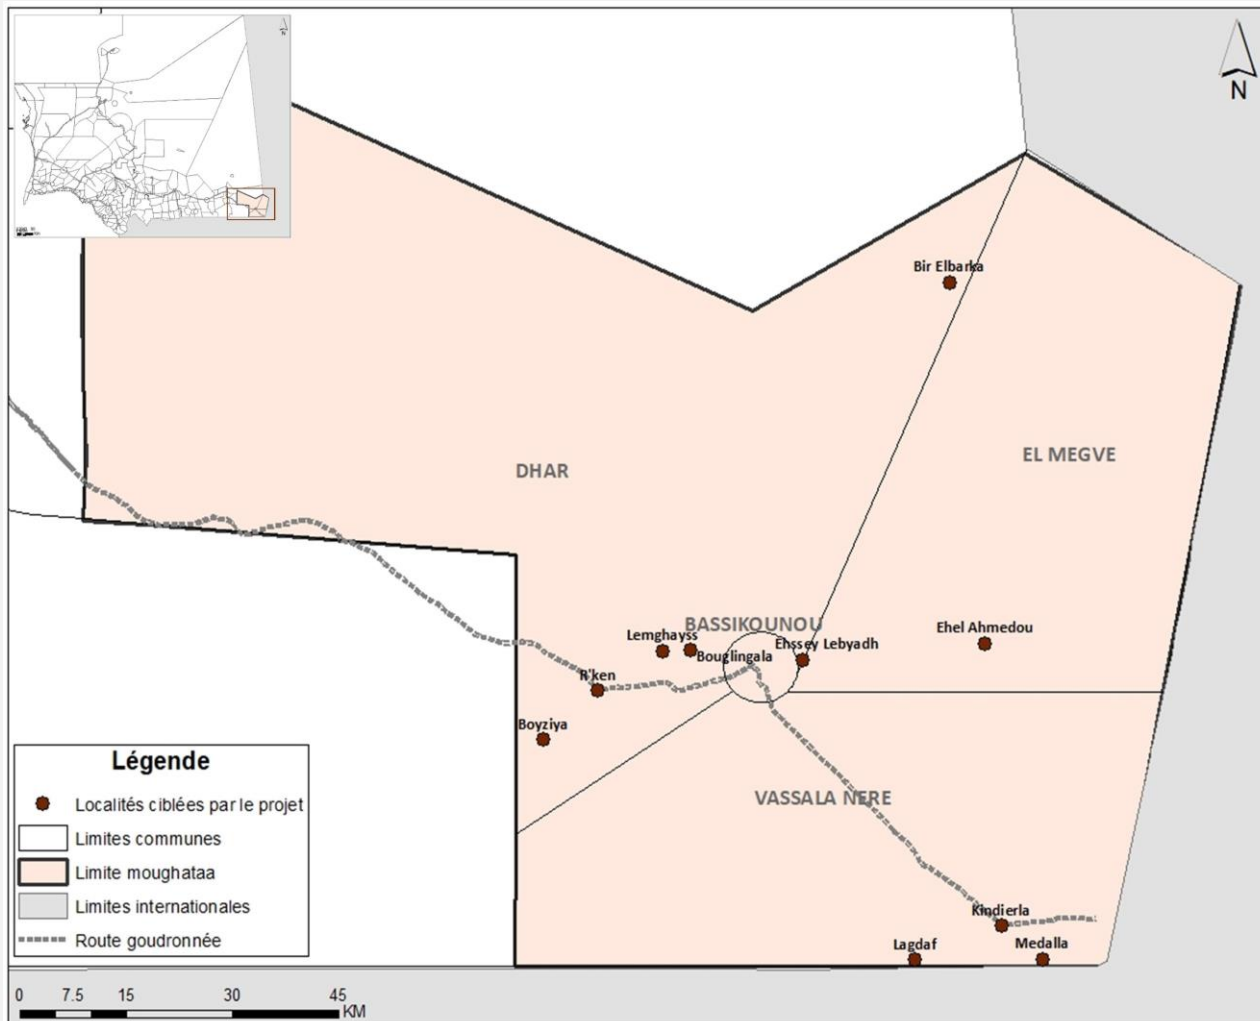 N
Bir Elbarka
EL MEGVE
DHAR
BASSIKOUNOU
Ehel Ahmedou
Lemghayss
Ehssey Lebyadh
Bouglingala
R'ken
Boyziya
VASSALA NERE
Kindierla
Lagdaf
Medalla
Légende
Localités ciblées par le projet
Limites communes
Limite moughataa
Limites internationales
Route goudronnée
0 7.5 15 30 45
KM